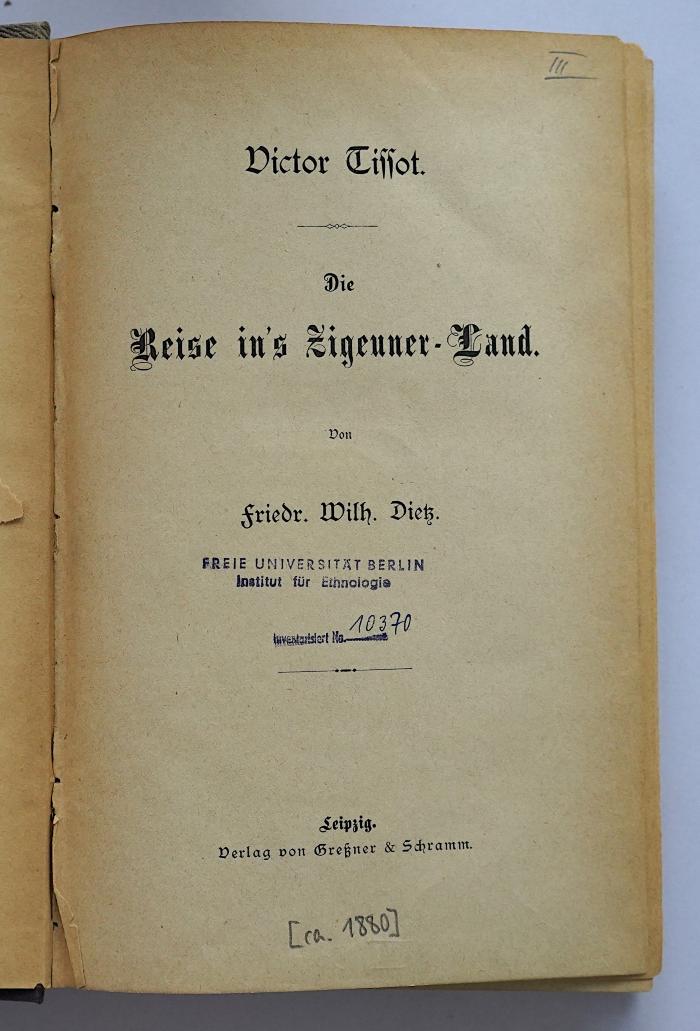 III
Victor Tissot.
Die
Reise in's Zigeuner-Land.
Von
Friedr. Wilh. Dietz.
FREIE UNIVERSITÄT BERLIN
Institut für Ethnologie
Inventarisiert No. 10370
Leipzig.
Verlag von Greßner & Schramm.
[ca. 1880]